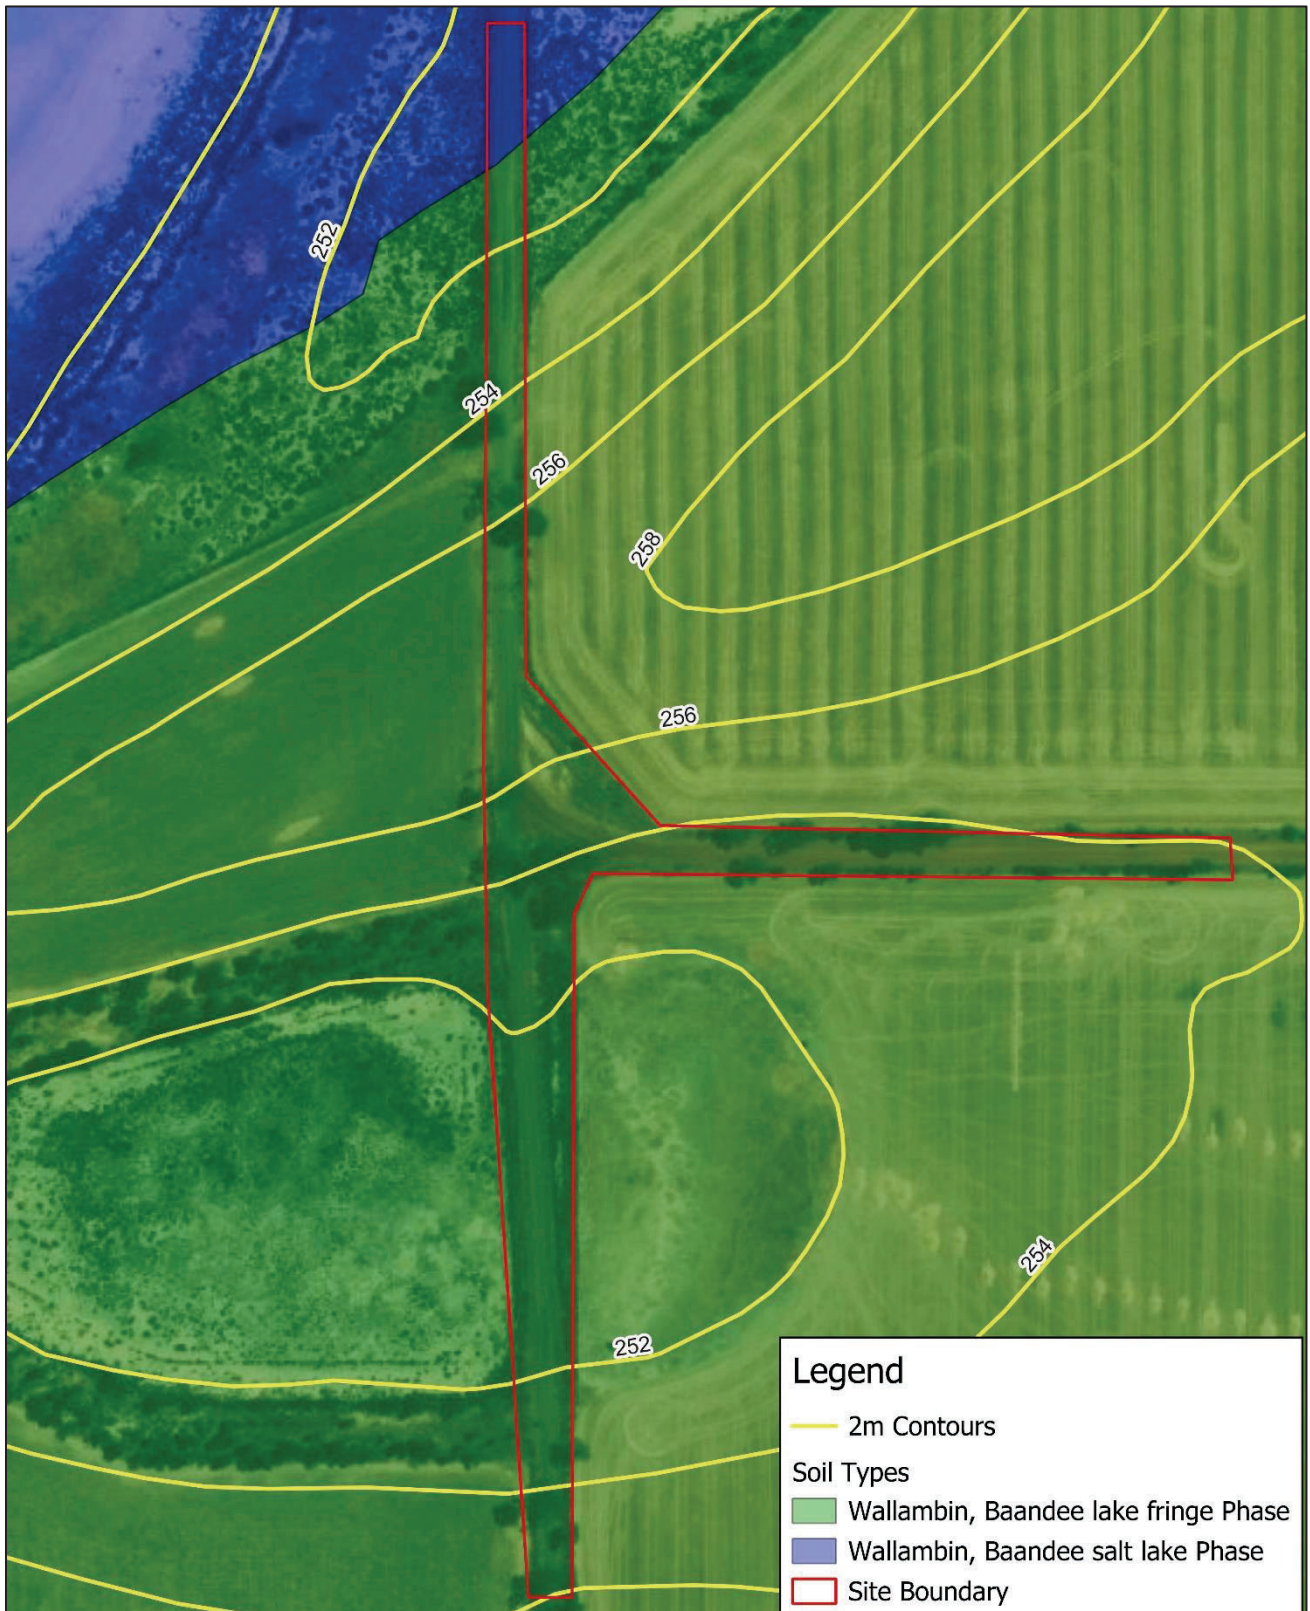 252
254
256
258
256
254
252
Legend
2m Contours
Soil Types
Wallambin, Baandee lake fringe Phase
Wallambin, Baandee salt lake Phase
Site Boundary